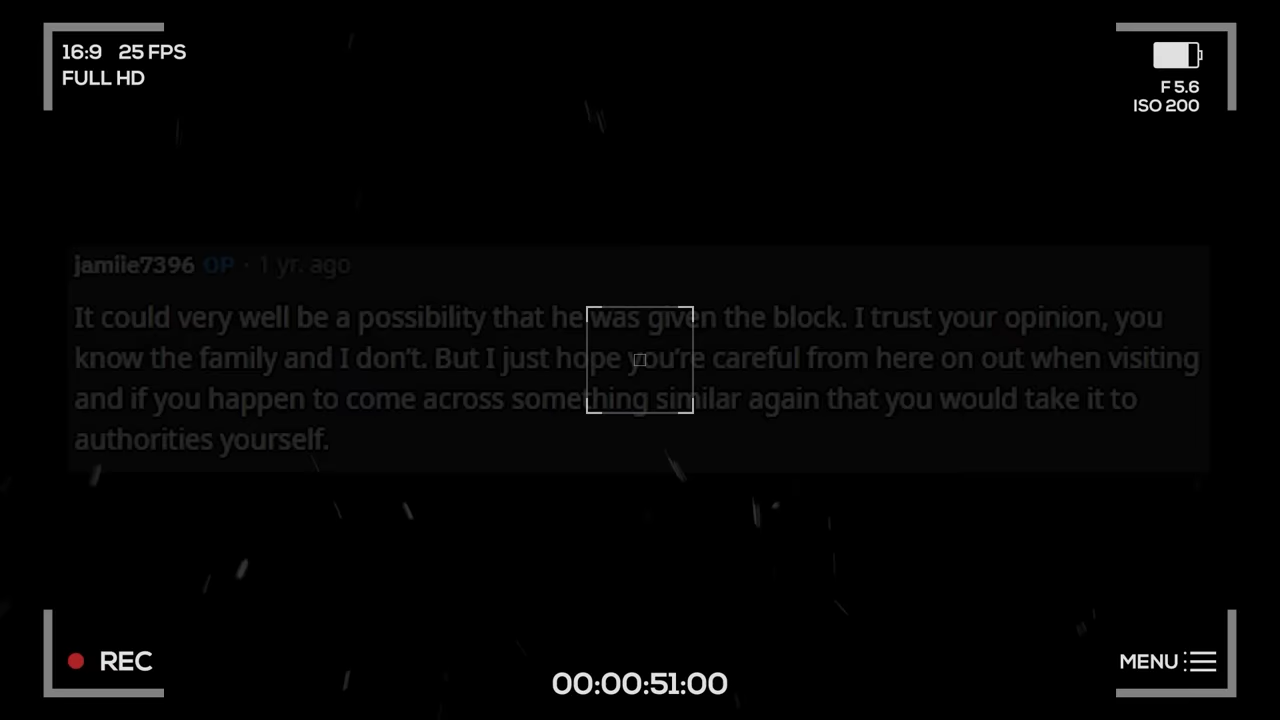 16:9 25 FPS
FULL HD
F 5.6
ISO 200
jamiie7396 OP · 1 yr. ago
It could very well be a possibility that he was given the block. I trust your opinion, you
know the family and I don't. But I just hope you're careful from here on out when visiting
and if you happen to come across something similar again that you would take it to
authorities yourself.
REC
00:00:51:00
MENU